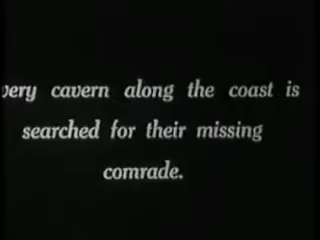 very cavern along the coast is
searched for their missing
comrade.